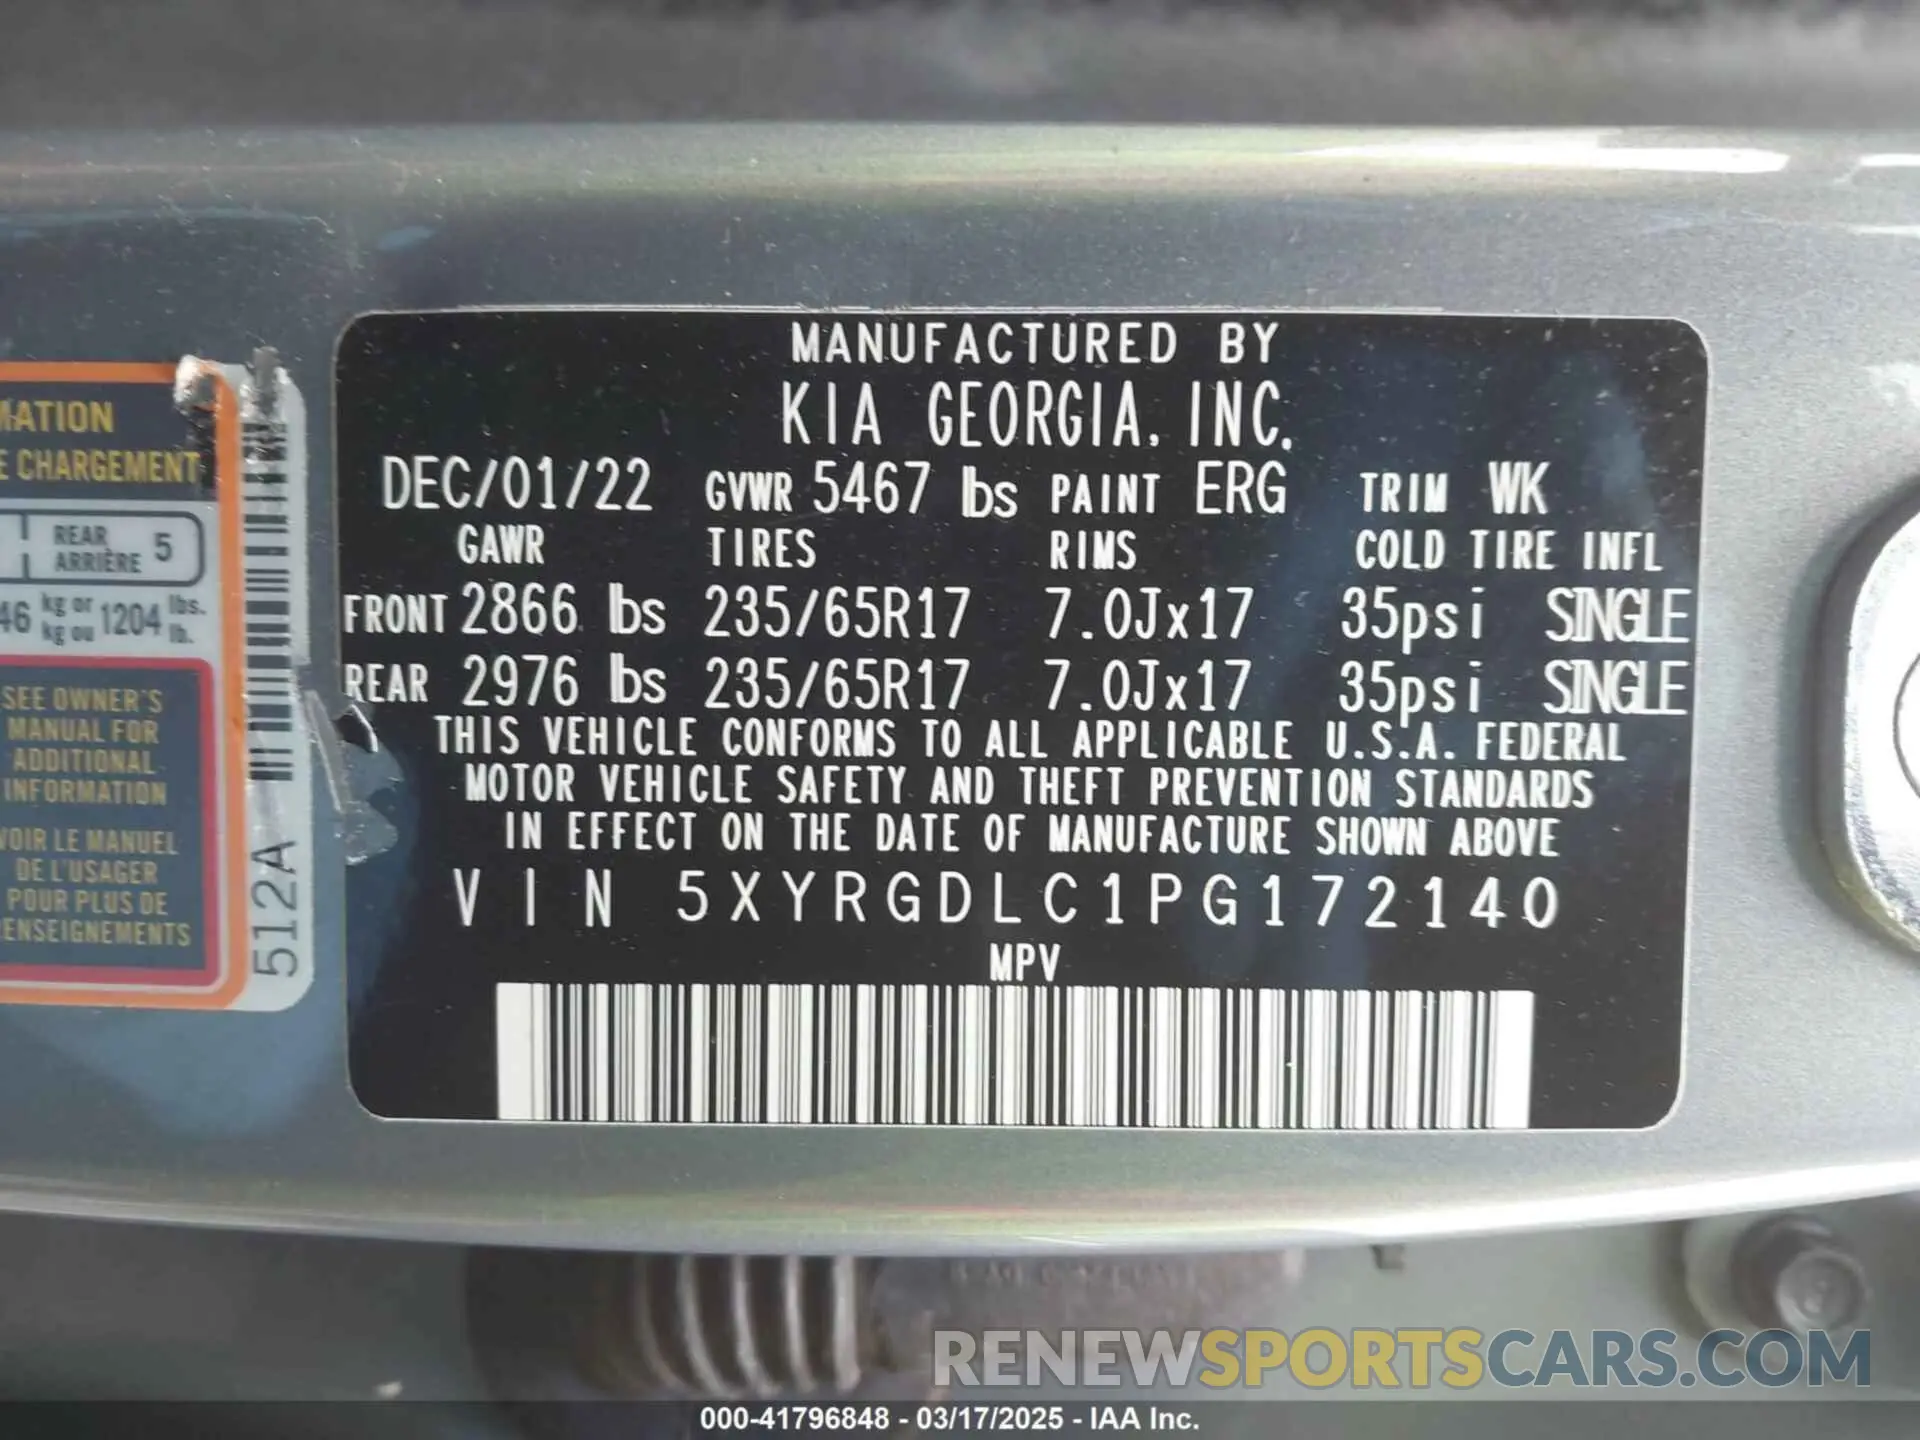 MATION
E CHARGEMENT
REAR
ARRIÈRE 5
46 kg or 1204 lbs.
kg ou lb.
SEE OWNER'S
MANUAL FOR
ADDITIONAL
INFORMATION
VOIR LE MANUEL
DE L'USAGER
POUR PLUS DE
RENSEIGNEMENTS
512A
MANUFACTURED BY
KIA GEORGIA, INC.
DEC/01/22 GVWR 5467 lbs PAINT ERG TRIM WK
GAWR TIRES RIMS COLD TIRE INFL
FRONT 2866 lbs 235/65R17 7.0Jx17 35psi SINGLE
REAR 2976 lbs 235/65R17 7.0Jx17 35psi SINGLE
THIS VEHICLE CONFORMS TO ALL APPLICABLE U.S.A. FEDERAL
MOTOR VEHICLE SAFETY AND THEFT PREVENTION STANDARDS
IN EFFECT ON THE DATE OF MANUFACTURE SHOWN ABOVE
VIN 5XYRGDLC1PG172140
MPV
RENEWSPORTSCARS.COM
000-41796848 - 03/17/2025 - IAA Inc.